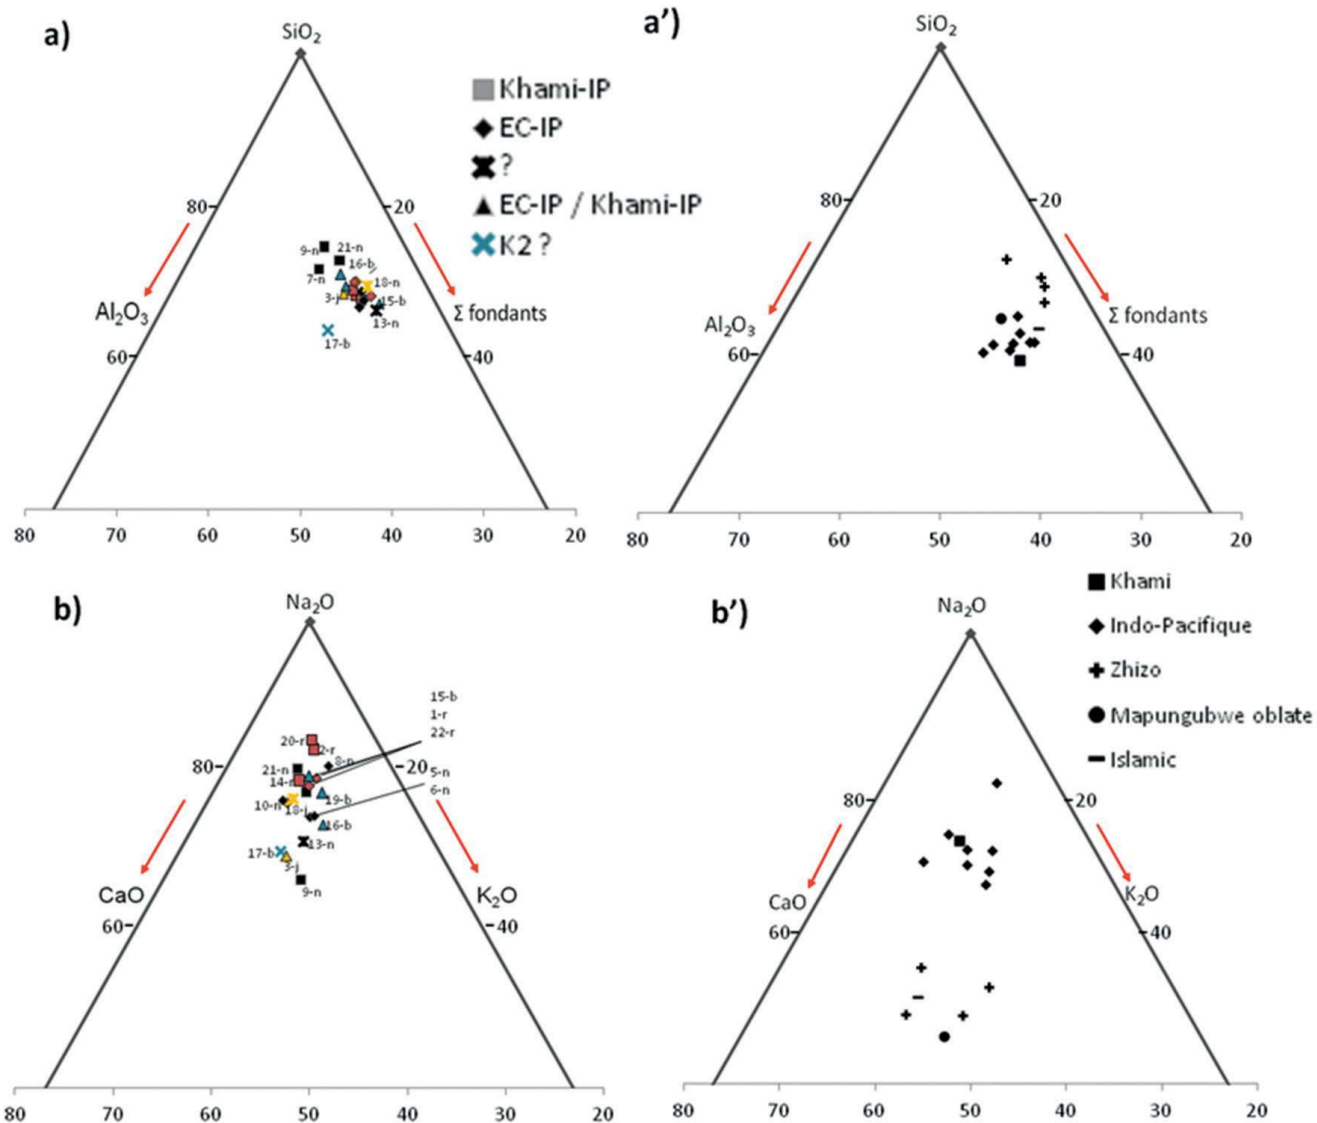 a)
SiO2
Khami-IP
EC-IP
?
EC-IP / Khami-IP
K2 ?
80
20
9-n
21-n
16-b
7-n
18-n
3-j
15-b
13-n
17-b
Al2O3
Σ fondants
60
40
80 70 60 50 40 30 20
a’)
SiO2
80
20
Al2O3
Σ fondants
60
40
80 70 60 50 40 30 20
b)
Na2O
15-b
1-r
22-r
20-r
2-r
8-n
80
20
21-n
14-r
5-n
6-n
10-n
18-j
19-b
16-b
13-n
17-b
3-j
9-n
CaO
K2O
60
40
80 70 60 50 40 30 20
b’)
Na2O
Khami
Indo-Pacifique
Zhizo
Mapungubwe oblate
Islamic
80
20
CaO
K2O
60
40
80 70 60 50 40 30 20